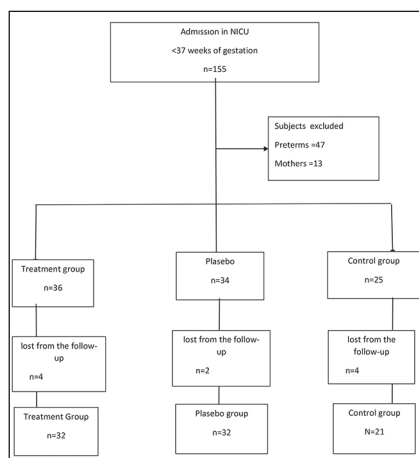 Admission in NICU
<37 weeks of gestation
n=155
Subjects excluded
Preterms =47
Mothers =13
Treatment group
n=36
Plasebo
n=34
Control group
n=25
lost from the follow-
up
n=4
lost from the follow-
up
n=2
lost from the
follow-up
n=4
Treatment Group
n=32
Plasebo group
n=32
Control group
N=21